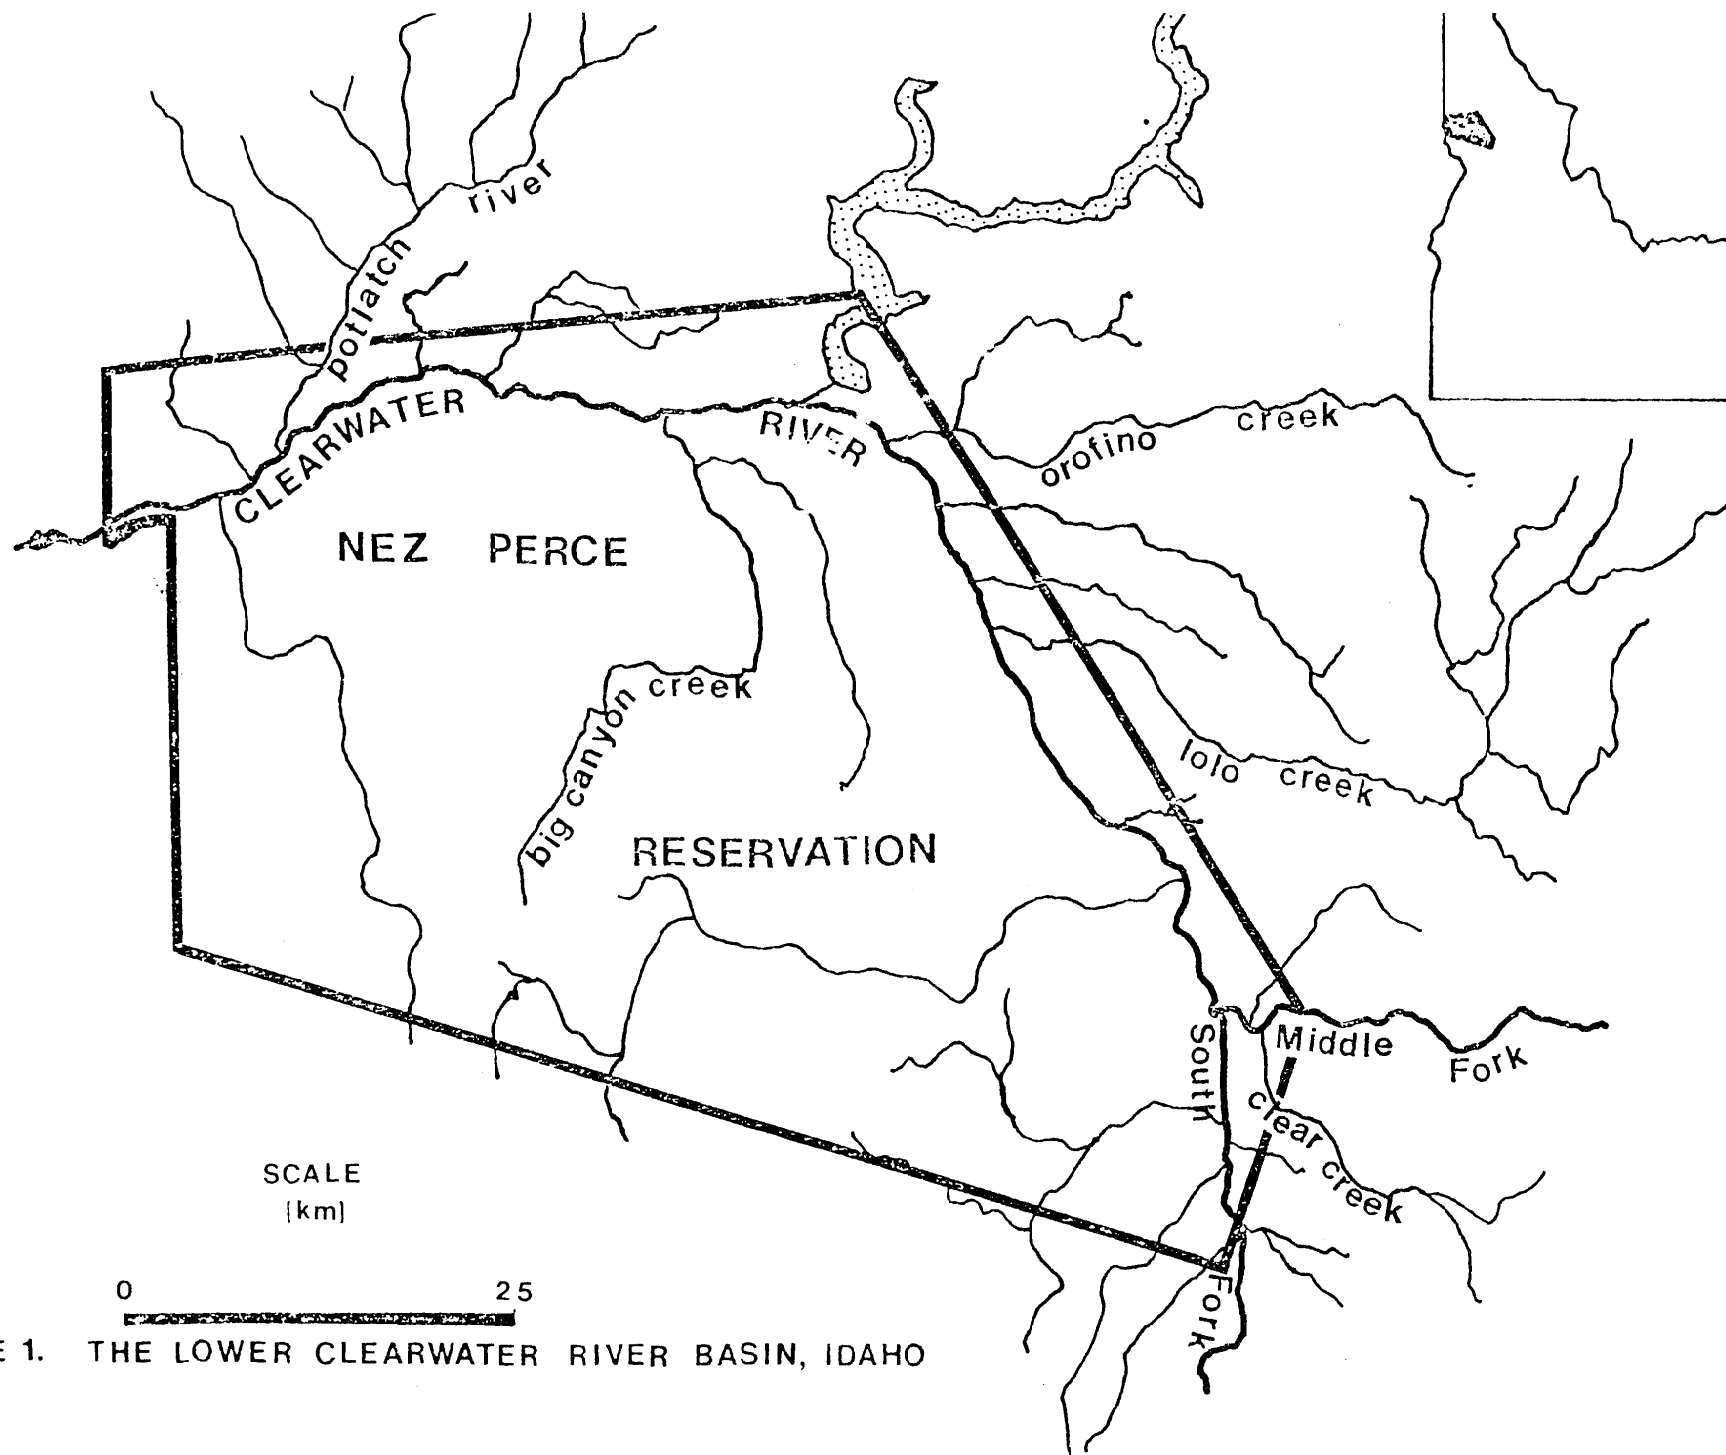 potlatch river
CLEARWATER RIVER
orofino creek
NEZ PERCE
big canyon creek
lolo creek
RESERVATION
Middle Fork
South Fork
clear creek
SCALE
[km]
0 25
E 1. THE LOWER CLEARWATER RIVER BASIN, IDAHO